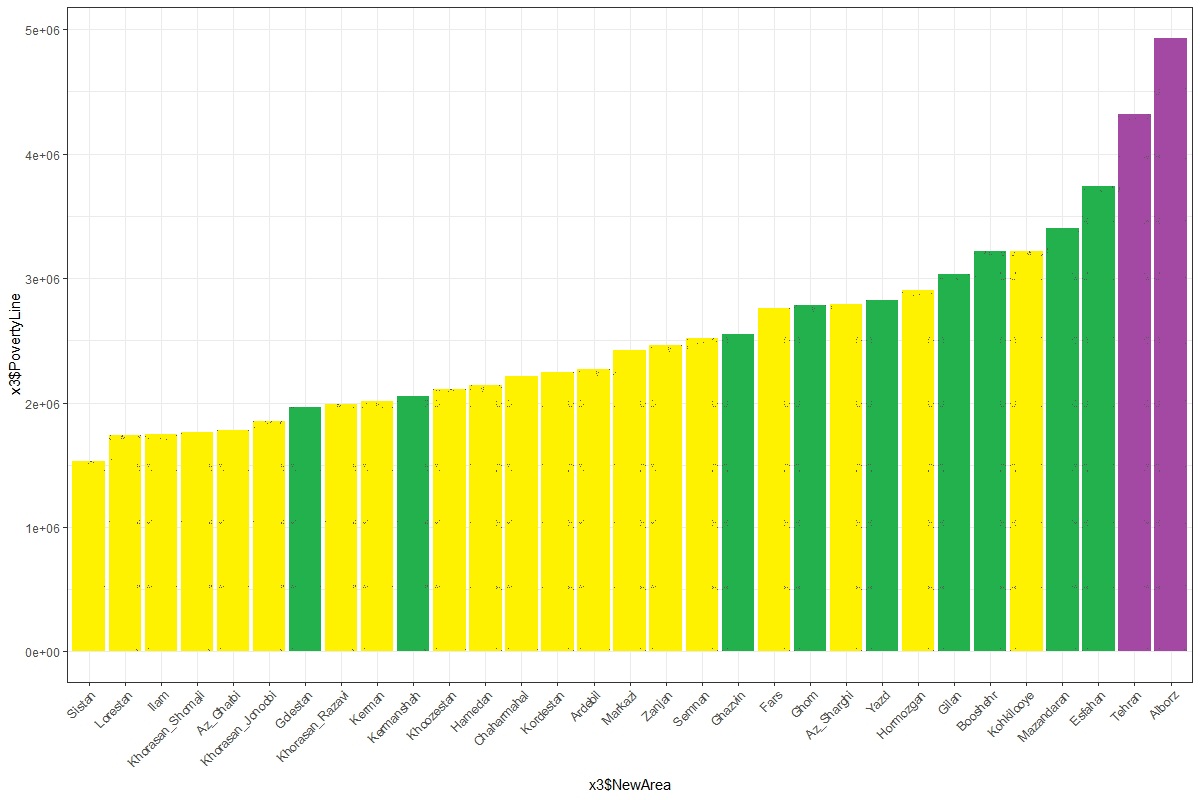 x3$PovertyLine
5e+06
4e+06
3e+06
2e+06
1e+06
0e+00
Sistan
Lorestan
Ilam
Khorasan_Shomali
Az_Gharbi
Khorasan_Jonoobi
Golestan
Khorasan_Razavi
Kerman
Kermanshah
Khoozestan
Hamedan
Chaharmahal
Kordestan
Ardebil
Markazi
Zanjan
Semnan
Ghazvin
Fars
Ghom
Az_Sharghi
Yazd
Hormozgan
Gilan
Booshehr
Kohkilooye
Mazandaran
Esfahan
Tehran
Alborz
x3$NewArea